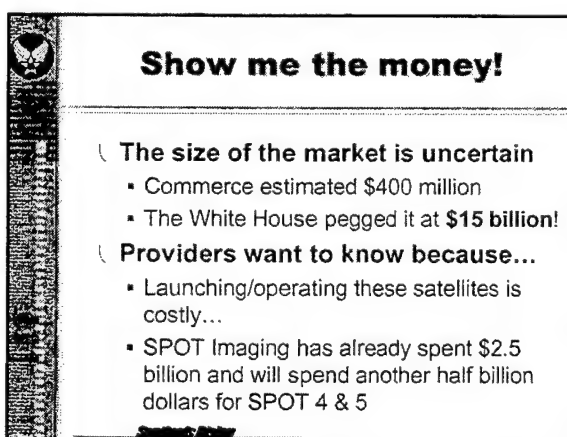 Show me the money!
The size of the market is uncertain
▪ Commerce estimated $400 million
▪ The White House pegged it at $15 billion!
Providers want to know because...
▪ Launching/operating these satellites is
costly...
▪ SPOT Imaging has already spent $2.5
billion and will spend another half billion
dollars for SPOT 4 & 5